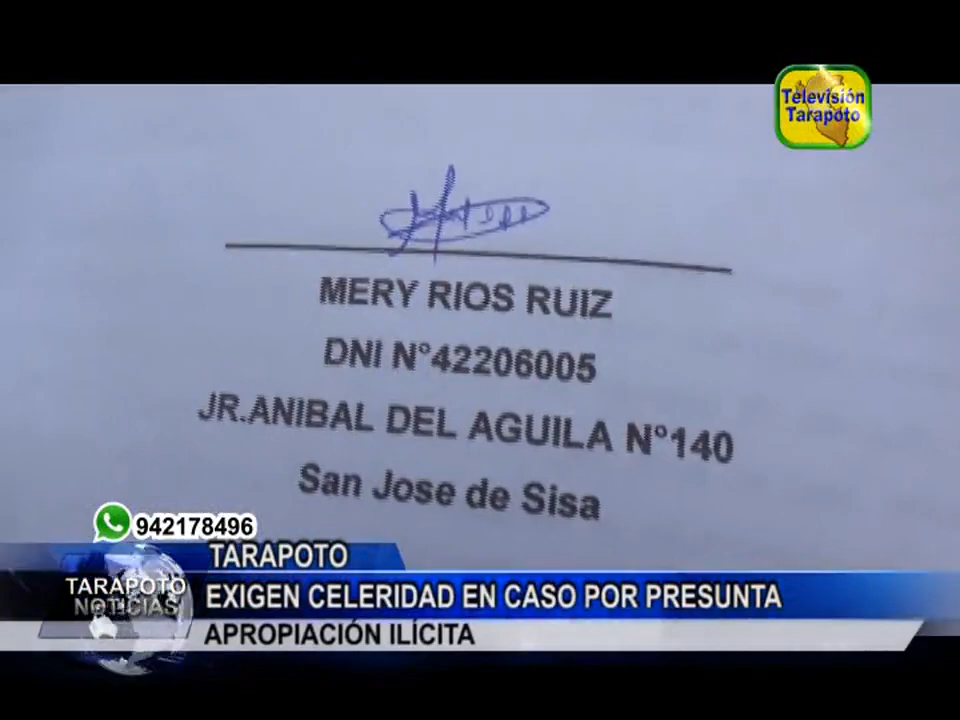 Televisión
Tarapoto
MERY RIOS RUIZ
DNI N°42206005
JR.ANIBAL DEL AGUILA N°140
San Jose de Sisa
942178496
TARAPOTO
TARAPOTO
NOTICIAS
EXIGEN CELERIDAD EN CASO POR PRESUNTA
APROPIACIÓN ILÍCITA